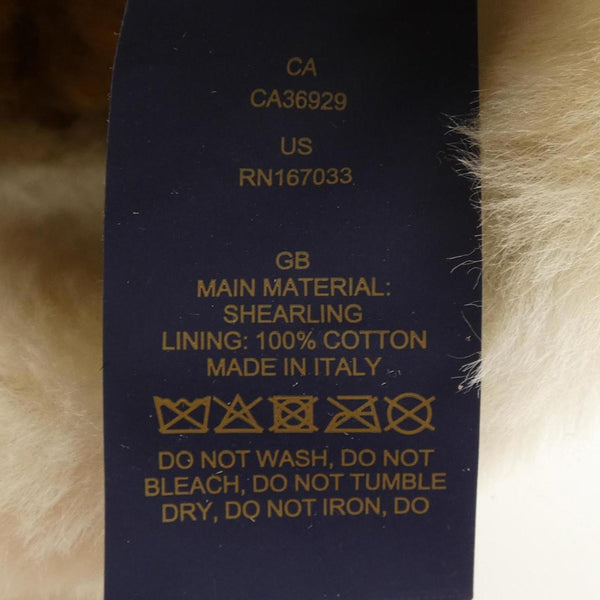 CA
CA36929
US
RN167033
GB
MAIN MATERIAL:
SHEARLING
LINING: 100% COTTON
MADE IN ITALY
DO NOT WASH, DO NOT
BLEACH, DO NOT TUMBLE
DRY, DO NOT IRON, DO